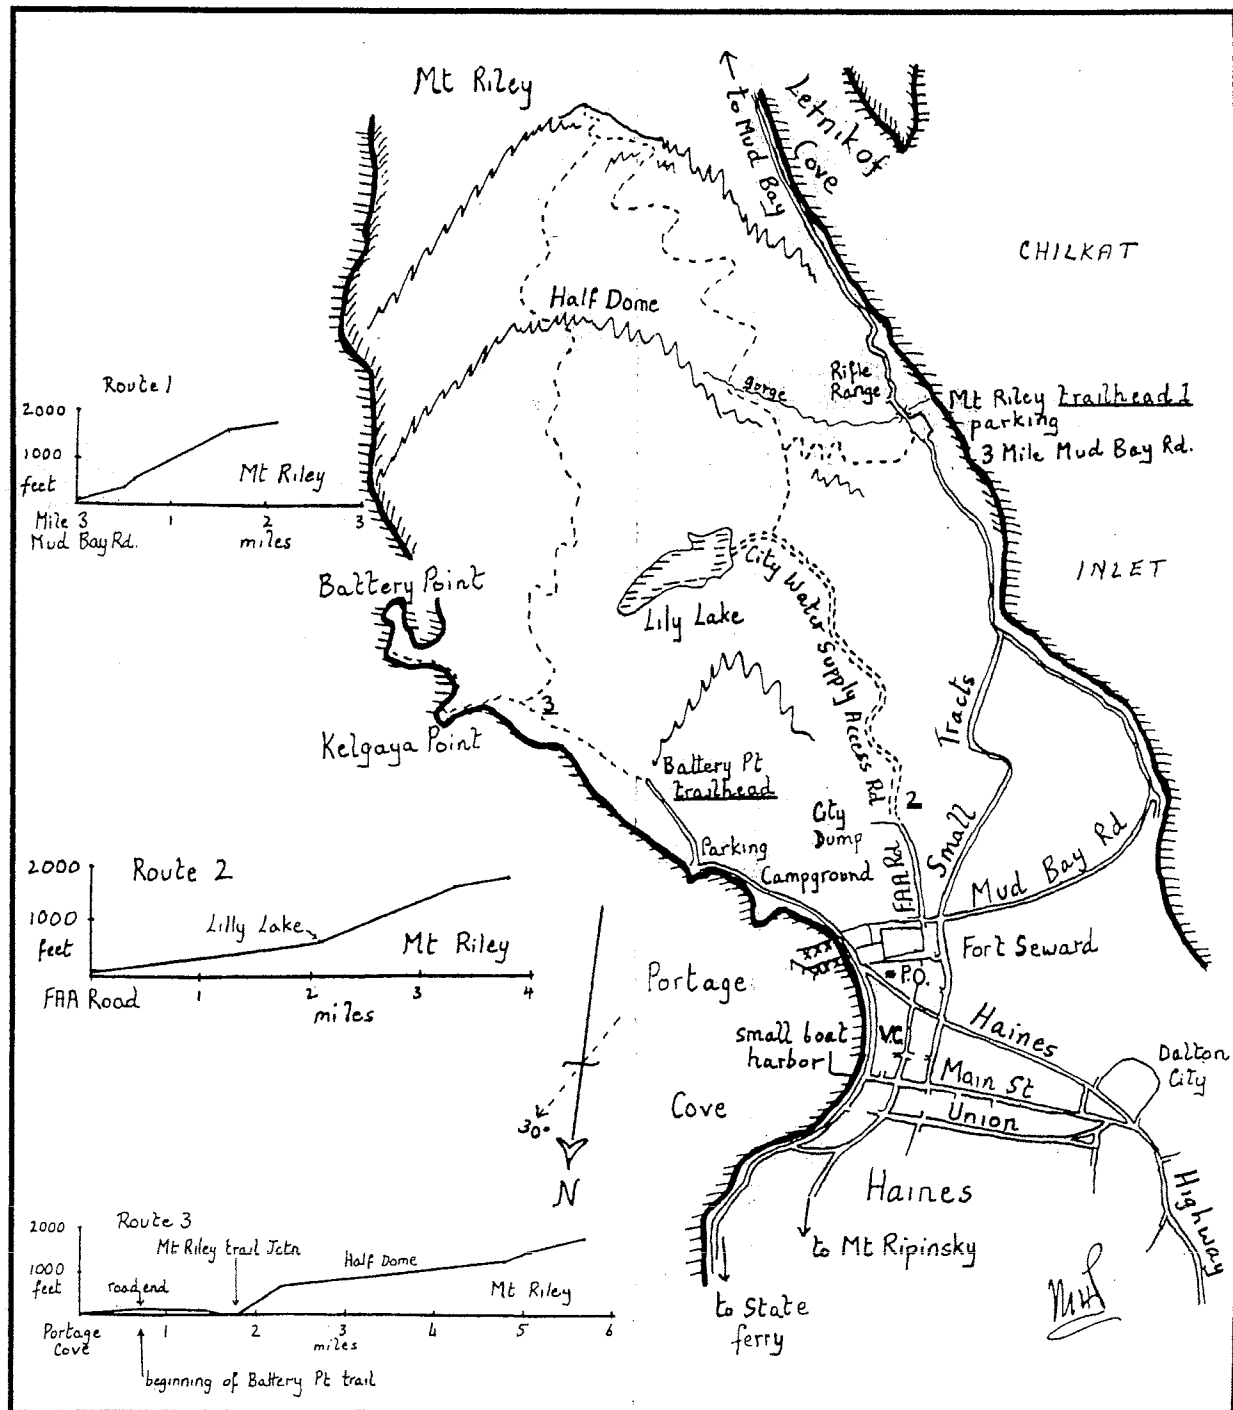 Mt Riley
to Mud Bay
Letnikof
Cove
CHILKAT
INLET
Half Dome
gorge
Rifle
Range
Mt Riley trailhead 1
parking
3 Mile Mud Bay Rd.
Route 1
2000
1000
feet
Mt Riley
Mile 3
Mud Bay Rd.
1
2
3
miles
Battery Point
Lily Lake
City Water Supply Access Rd
Kelgaya Point
3
Battery Pt
trailhead
2
City
Dump
FAA Rd
Small Tracts
Mud Bay Rd
Parking
Campground
Route 2
2000
1000
feet
Lilly Lake
Mt Riley
1
2
3
4
FAA Road
miles
Fort Seward
P.O.
Portage
Cove
small boat
harbor
V.C.
Haines
Highway
Main St
Union
Dalton
City
Haines
30°
N
to Mt Ripinsky
to State
ferry
Route 3
2000
1000
feet
Mt Riley trail Jctn
road end
Half Dome
Mt Riley
Portage
Cove
1
2
3
4
5
6
miles
beginning of Battery Pt trail